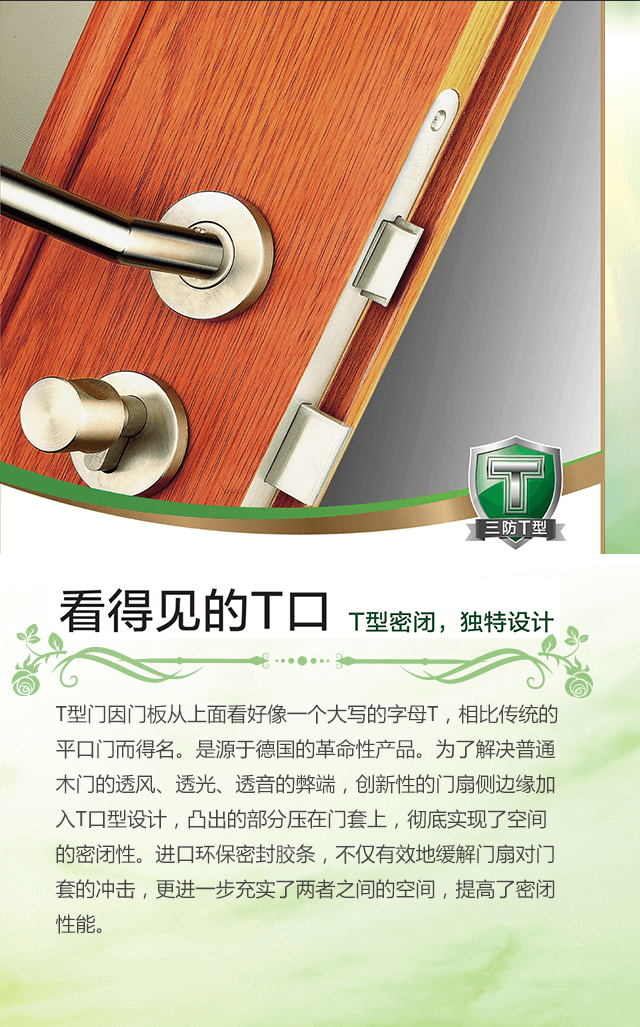 T
三防T型
看得见的T口 T型密闭，独特设计
T型门因门板从上面看好像一个大写的字母T，相比传统的
平口门而得名。是源于德国的革命性产品。为了解决普通
木门的透风、透光、透音的弊端，创新性的门扇侧边缘加
入T口型设计，凸出的部分压在门套上，彻底实现了空间
的密闭性。进口环保密封胶条，不仅有效地缓解门扇对门
套的冲击，更进一步充实了两者之间的空间，提高了密闭
性能。